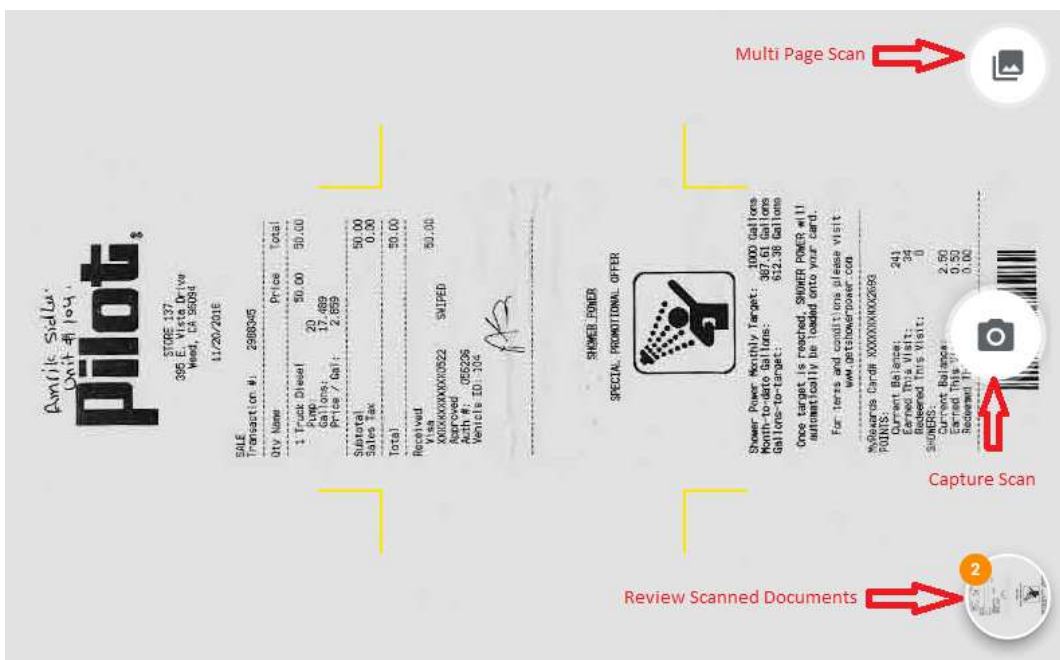 Multi Page Scan
Amrik Sidhu
Unit # 104
pilot.
STORE 137
395 E. Vista Drive
Weed, CA 96094
11/20/2016
SALE
Transaction #: 2988345
Qty Name Price Total
1 Truck Diesel 50.00 50.00
Pump 20
Gallons: 17.489
Price / Gal: 2.859
Subtotal 50.00
Sales Tax 0.00
Total 50.00
Received
Visa 50.00
XXXXXXXXXXXX0522 SWIPED
Approved
Auth #: 056206
Vehicle ID: 104
SHOWER POWER
SPECIAL PROMOTIONAL OFFER
Shower Power Monthly Target: 1000 Gallons
Month-to-date Gallons: 387.61 Gallons
Gallons-to-target: 612.38 Gallons
Once target is reached, SHOWER POWER will
automatically be loaded onto your card.
For terms and conditions please visit
www.getshowerpower.com
MyRewards Card# XXXXXXXXXXX2693
POINTS:
Current Balance: 241
Earned This Visit: 34
Redeemed This Visit: 0
SHOWERS:
Current Balance: 2.50
Earned This 0.50
Redeemed 0.00
Capture Scan
Review Scanned Documents
2